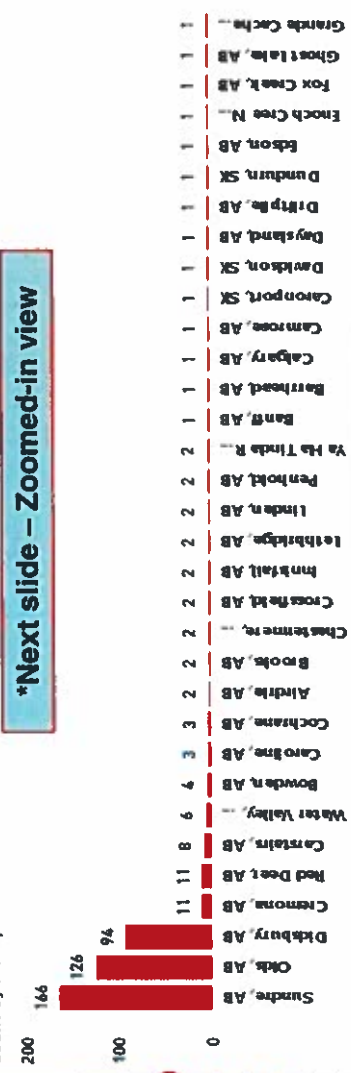 *Next slide – Zoomed-in view
200
100
0
166
126
94
11
11
8
6
4
3
3
2
2
2
2
2
2
2
2
2
1
1
1
1
1
1
1
1
1
1
1
1
1
1
Sundre, AB
Olds, AB
Didsbury, AB
Cremona, AB
Red Deer, AB
Carstairs, AB
Water Valley, ...
Bowden, AB
Caroline, AB
Cochrane, AB
Airdrie, AB
Brooks, AB
Chestermere, ...
Crossfield, AB
Innisfail, AB
Lethbridge, AB
Linden, AB
Penhold, AB
Ya Ha Tinda R...
Banff, AB
Barrhead, AB
Calgary, AB
Camrose, AB
Caronport, SK
Davidson, SK
Daysland, AB
Driftpile, AB
Dundurn, SK
Edson, AB
Enoch Cree N...
Fox Creek, AB
Ghost Lake, AB
Grande Cache...